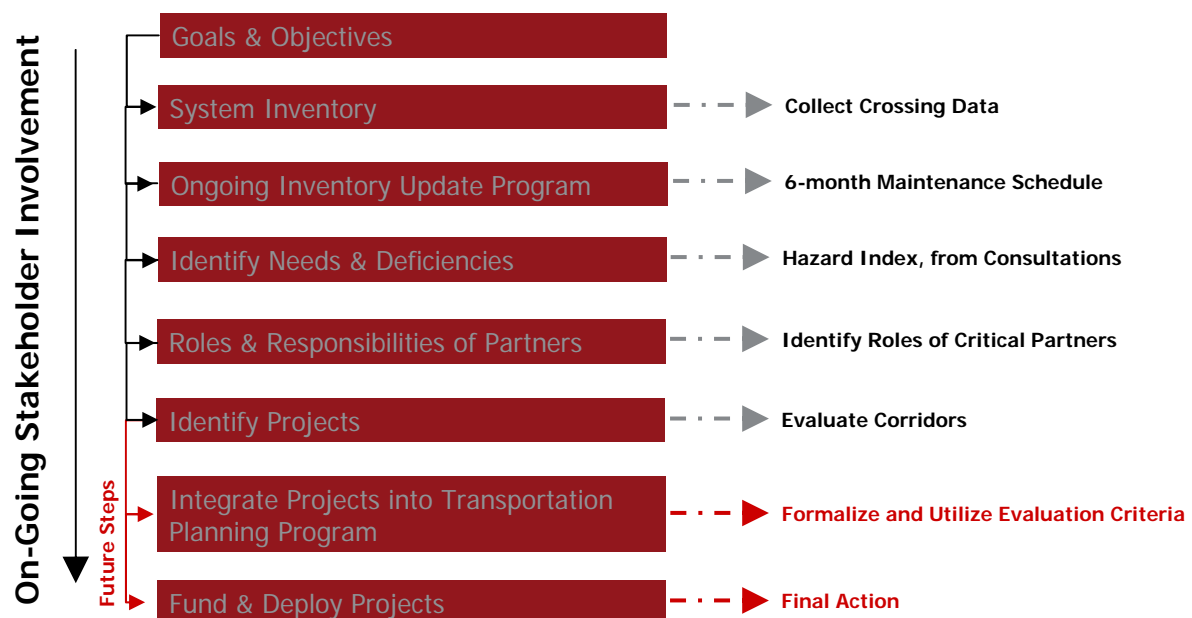 On-Going Stakeholder Involvement
Goals & Objectives
System Inventory
Collect Crossing Data
Ongoing Inventory Update Program
6-month Maintenance Schedule
Identify Needs & Deficiencies
Hazard Index, from Consultations
Roles & Responsibilities of Partners
Identify Roles of Critical Partners
Identify Projects
Evaluate Corridors
Future Steps
Integrate Projects into Transportation
Planning Program
Formalize and Utilize Evaluation Criteria
Fund & Deploy Projects
Final Action